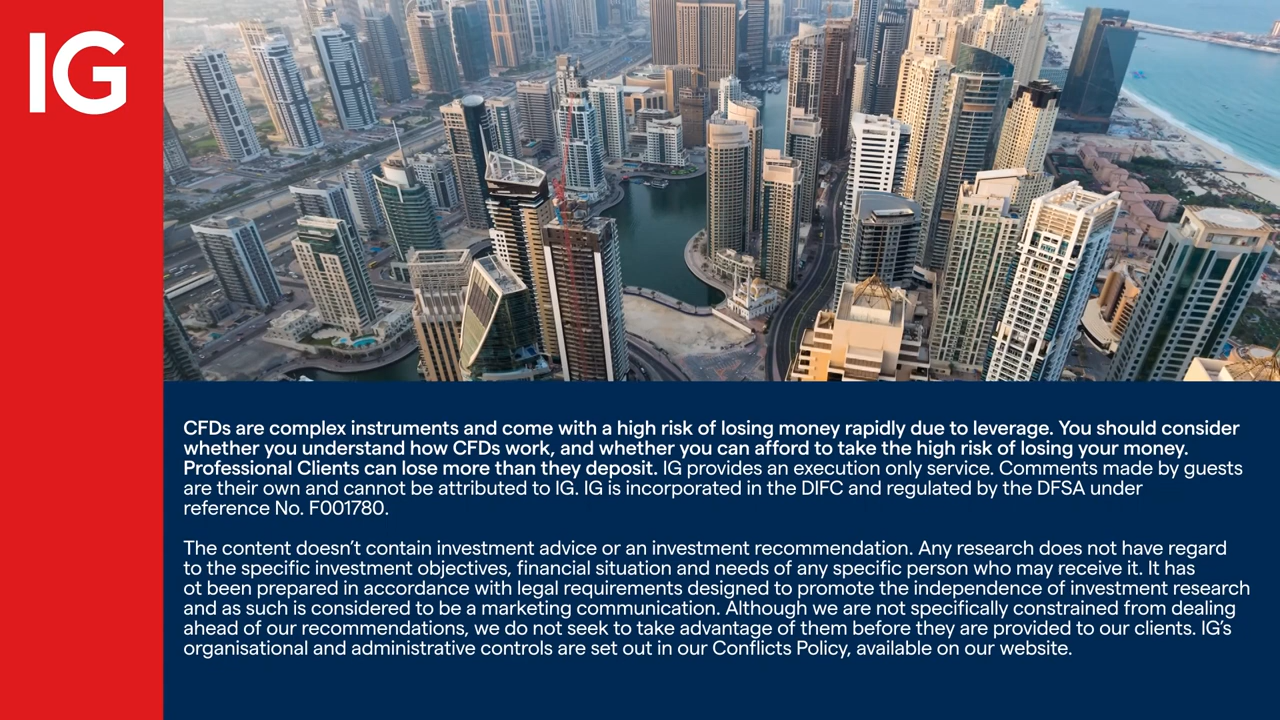 IG
CFDs are complex instruments and come with a high risk of losing money rapidly due to leverage. You should consider
whether you understand how CFDs work, and whether you can afford to take the high risk of losing your money.
Professional Clients can lose more than they deposit. IG provides an execution only service. Comments made by guests
are their own and cannot be attributed to IG. IG is incorporated in the DIFC and regulated by the DFSA under
reference No. F001780.
The content doesn’t contain investment advice or an investment recommendation. Any research does not have regard
to the specific investment objectives, financial situation and needs of any specific person who may receive it. It has
ot been prepared in accordance with legal requirements designed to promote the independence of investment research
and as such is considered to be a marketing communication. Although we are not specifically constrained from dealing
ahead of our recommendations, we do not seek to take advantage of them before they are provided to our clients. IG’s
organisational and administrative controls are set out in our Conflicts Policy, available on our website.